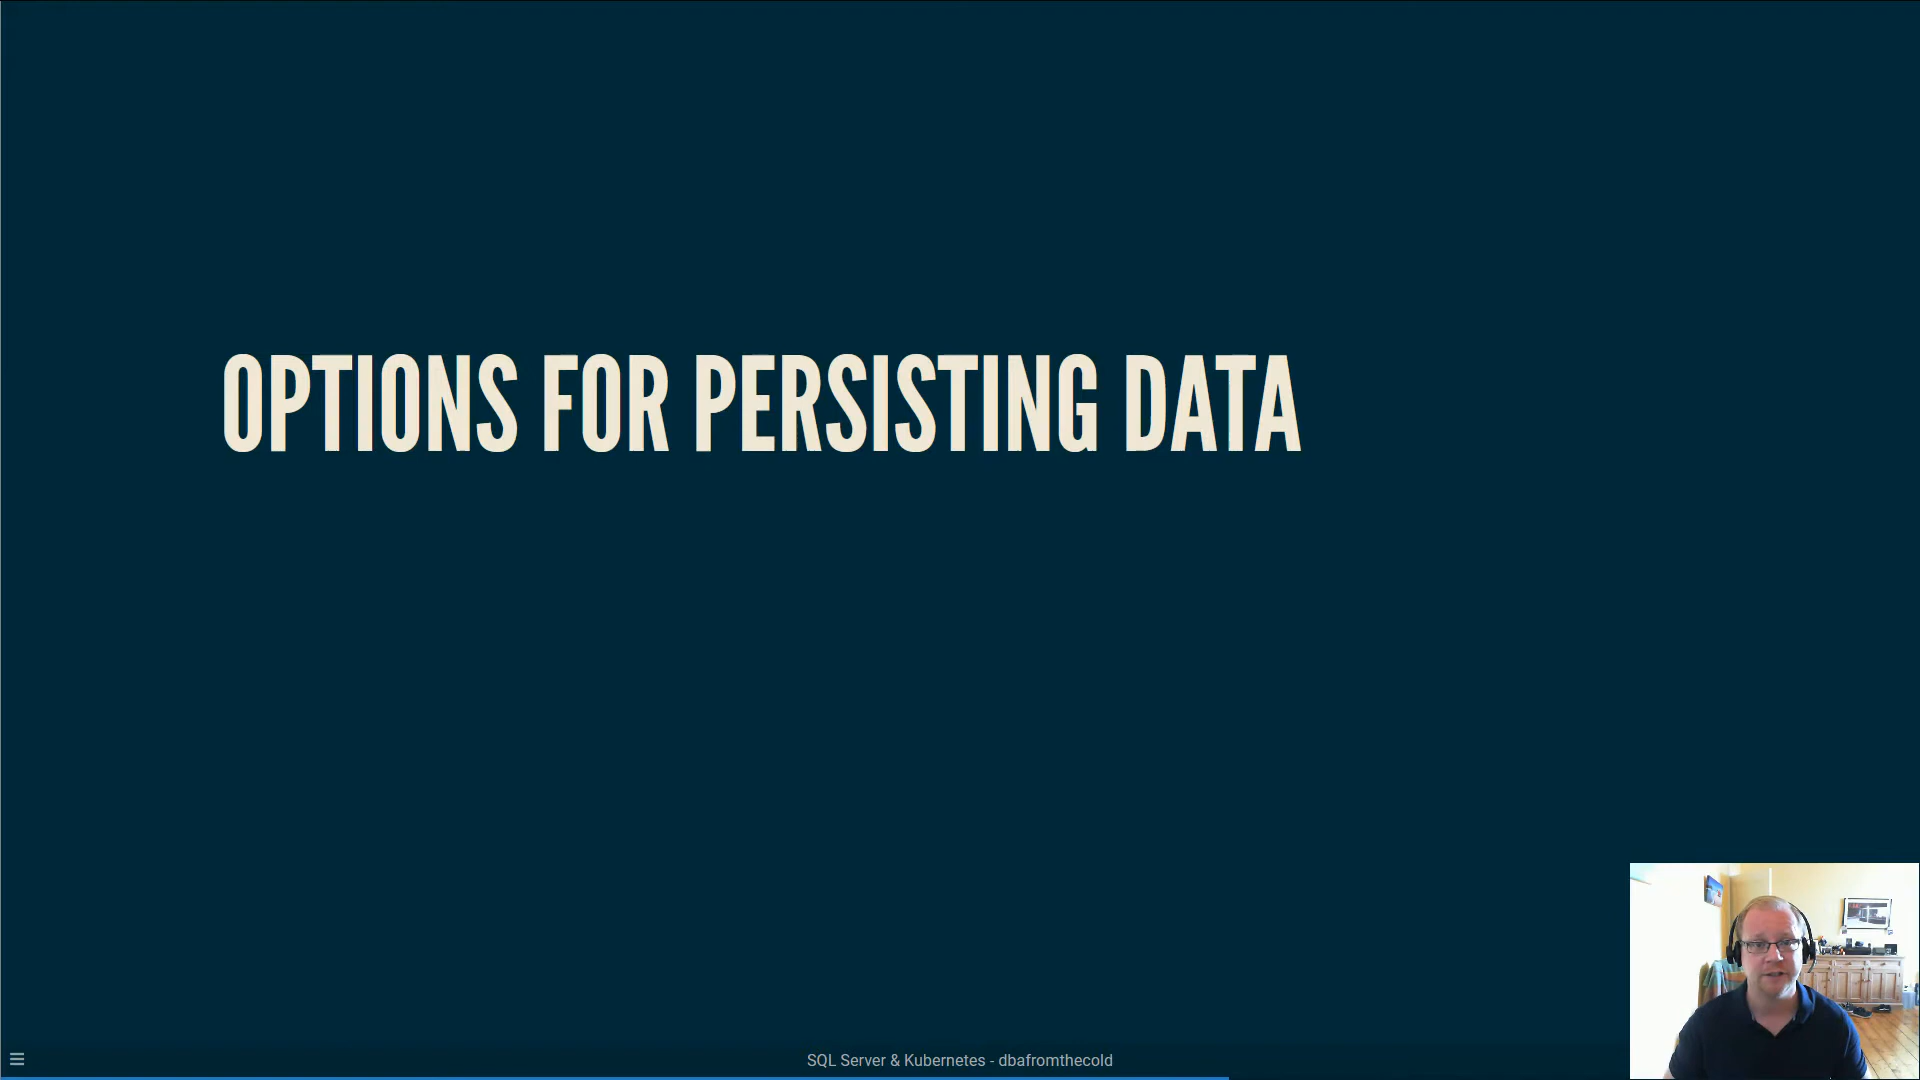 OPTIONS FOR PERSISTING DATA
SQL Server & Kubernetes - dbafromthecold